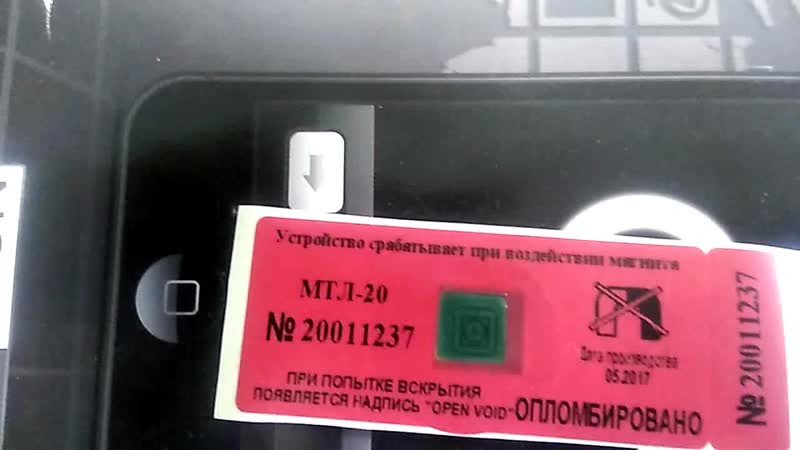 Устройство срабатывает при воздействии магнита
МТЛ-20
№ 20011237
Дата производства
05.2017
ПРИ ПОПЫТКЕ ВСКРЫТИЯ
ПОЯВЛЯЕТСЯ НАДПИСЬ "OPEN VOID"
ОПЛОМБИРОВАНО
№ 20011237